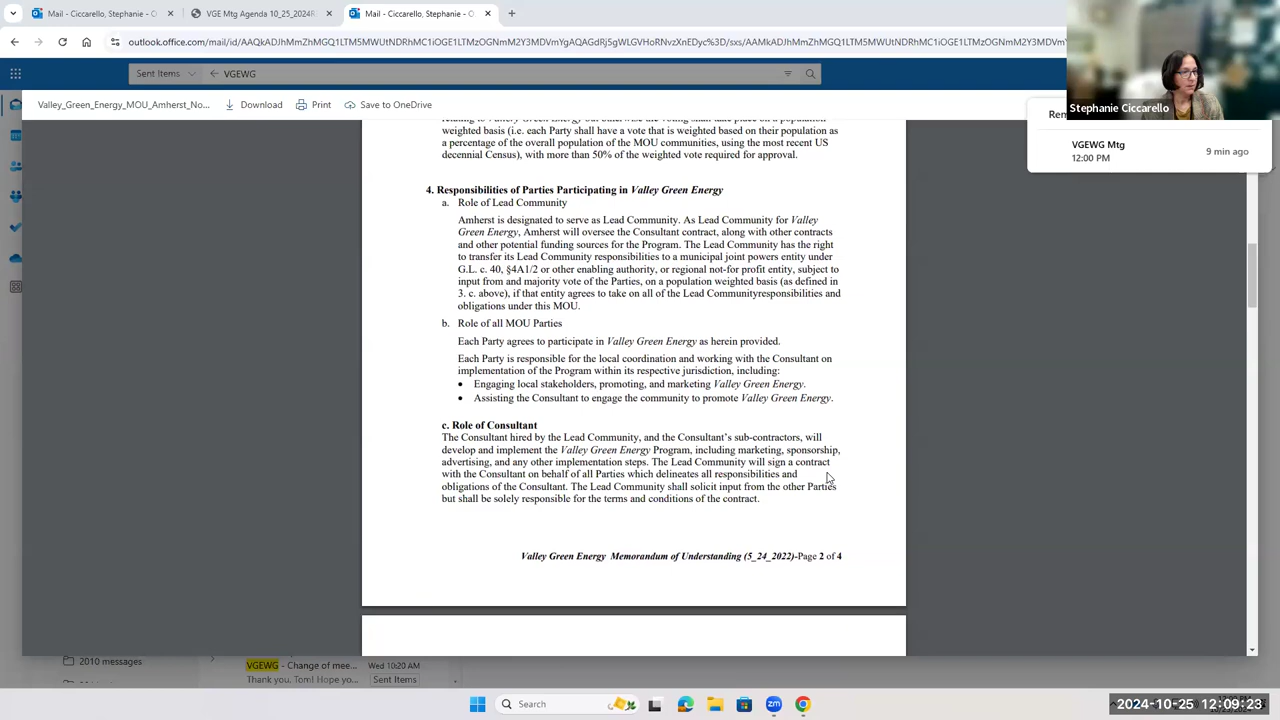 Mail - Ciccarello, Stephanie - O
VGE Mtg Agenda 10_25_2024R
Mail - Ciccarello, Stephanie - O
Sent Items
VGEWG
Valley_Green_Energy_MOU_Amherst_No...
Download
Print
Save to OneDrive
Stephanie Ciccarello
VGEWG Mtg
12:00 PM
9 min ago
weighted basis (i.e. each Party shall have a vote that is weighted based on their population as
a percentage of the overall population of the MOU communities, using the most recent US
decennial Census), with more than 50% of the weighted vote required for approval.
4. Responsibilities of Parties Participating in Valley Green Energy
a. Role of Lead Community
Amherst is designated to serve as Lead Community. As Lead Community for Valley
Green Energy, Amherst will oversee the Consultant contract, along with other contracts
and other potential funding sources for the Program. The Lead Community has the right
to transfer its Lead Community responsibilities to a municipal joint powers entity under
G.L. c. 40, §4A1/2 or other enabling authority, or regional not-for profit entity, subject to
input from and majority vote of the Parties, on a population weighted basis (as defined in
3. c. above), if that entity agrees to take on all of the Lead Communityresponsibilities and
obligations under this MOU.
b. Role of all MOU Parties
Each Party agrees to participate in Valley Green Energy as herein provided.
Each Party is responsible for the local coordination and working with the Consultant on
implementation of the Program within its respective jurisdiction, including:
• Engaging local stakeholders, promoting, and marketing Valley Green Energy.
• Assisting the Consultant to engage the community to promote Valley Green Energy.
c. Role of Consultant
The Consultant hired by the Lead Community, and the Consultant's sub-contractors, will
develop and implement the Valley Green Energy Program, including marketing, sponsorship,
advertising, and any other implementation steps. The Lead Community will sign a contract
with the Consultant on behalf of all Parties which delineates all responsibilities and
obligations of the Consultant. The Lead Community shall solicit input from the other Parties
but shall be solely responsible for the terms and conditions of the contract.
Valley Green Energy Memorandum of Understanding (5_24_2022)-Page 2 of 4
2010 messages
VGEWG - Change of mee...
Wed 10:20 AM
Thank you, Tom! Hope yo...
Sent Items
Search
2024-10-25 12:09:23